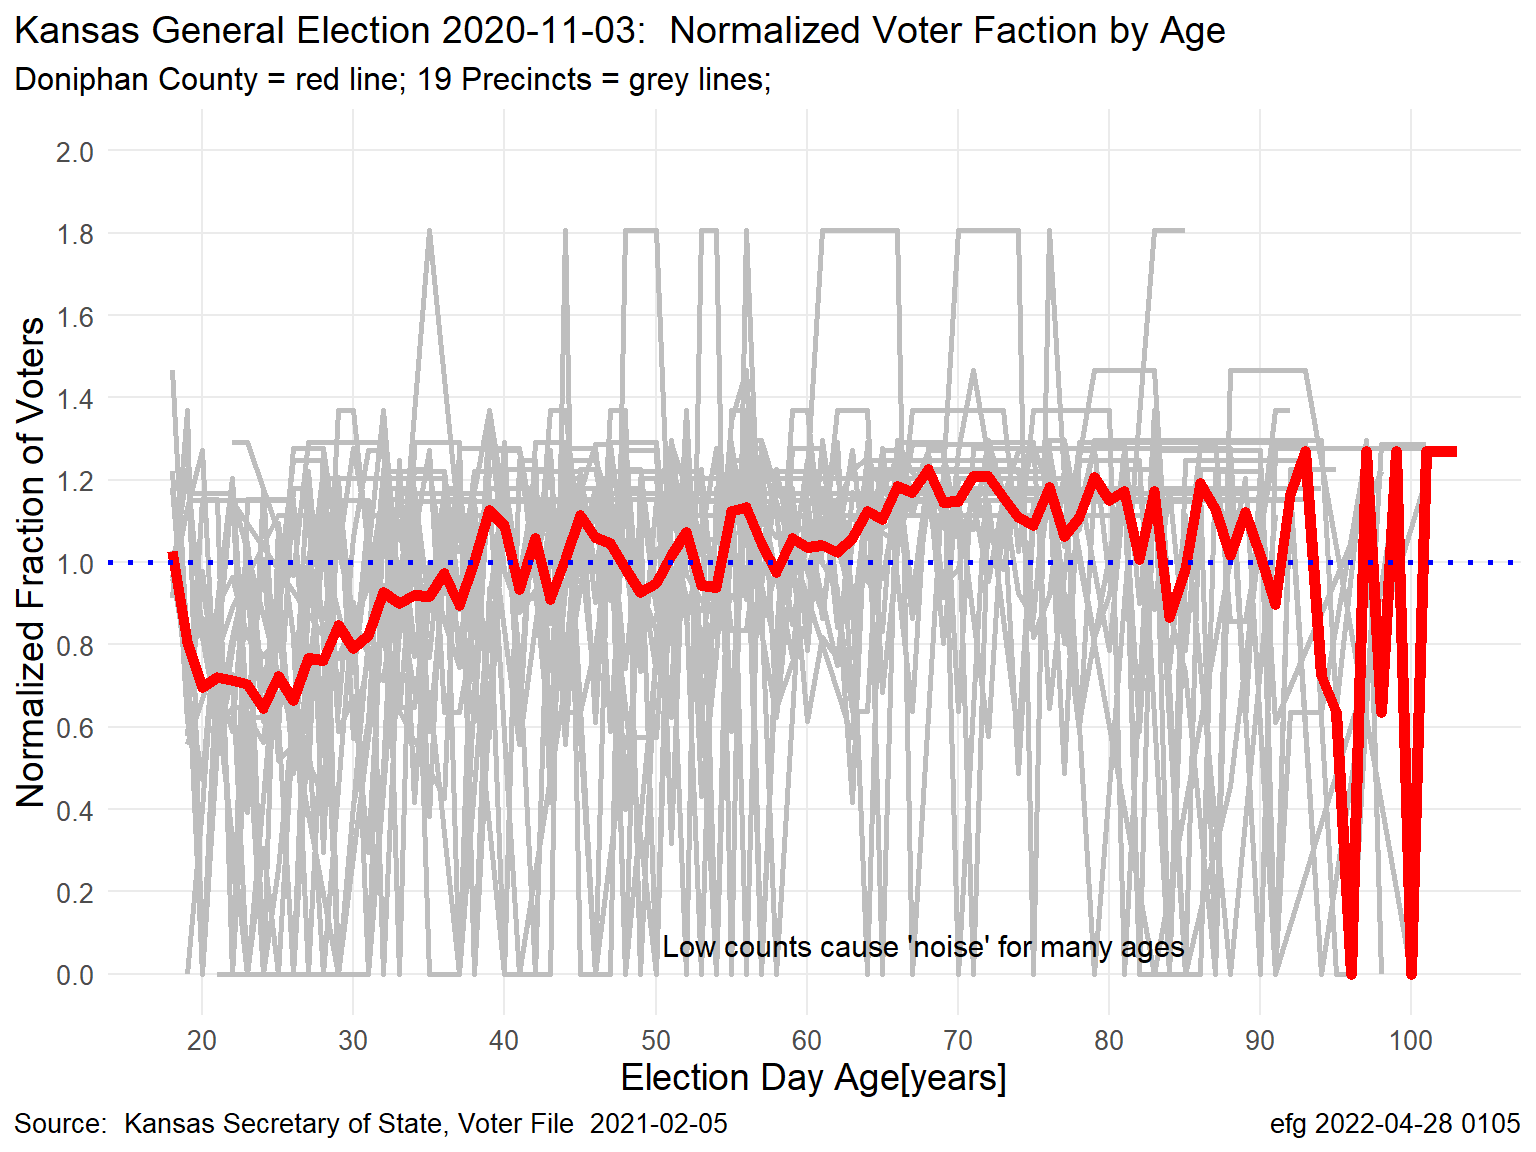 Kansas General Election 2020-11-03:  Normalized Voter Faction by Age
Doniphan County = red line; 19 Precincts = grey lines;
Normalized Fraction of Voters
2.0
1.8
1.6
1.4
1.2
1.0
0.8
0.6
0.4
0.2
0.0
Low counts cause 'noise' for many ages
20 30 40 50 60 70 80 90 100
Election Day Age[years]
Source:  Kansas Secretary of State, Voter File  2021-02-05
efg 2022-04-28 0105